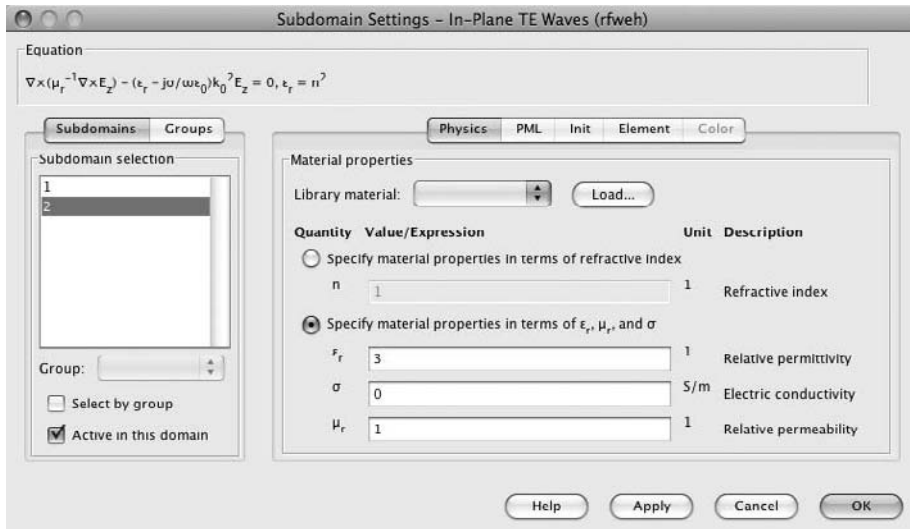 Subdomain Settings - In-Plane TE Waves (rfweh)
Equation
∇×(μr⁻¹∇×Ez) - (εr - jσ/ωε0)k0²Ez = 0, εr = n²
Subdomains Groups
Subdomain selection
1
2
Group:
Select by group
Active in this domain
Physics PML Init Element Color
Material properties
Library material: Load...
Quantity Value/Expression Unit Description
Specify material properties in terms of refractive index
n 1 1 Refractive index
Specify material properties in terms of εr, μr, and σ
εr 3 1 Relative permittivity
σ 0 S/m Electric conductivity
μr 1 1 Relative permeability
Help Apply Cancel OK